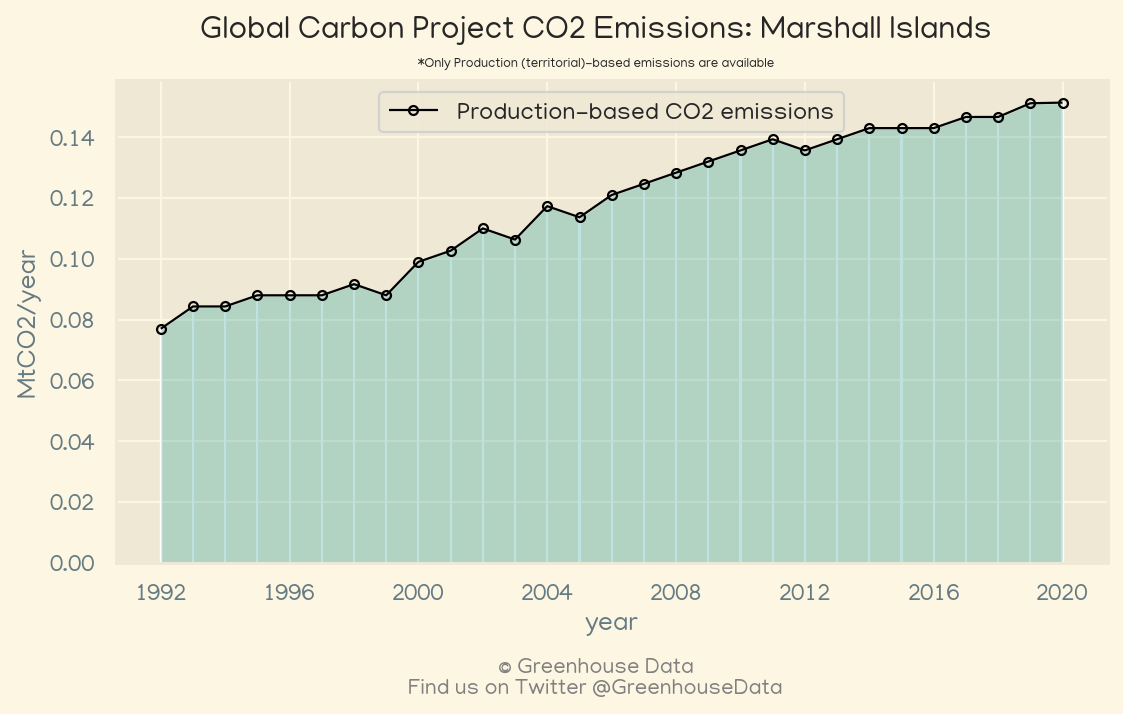 Global Carbon Project CO2 Emissions: Marshall Islands
*Only Production (territorial)-based emissions are available
Production-based CO2 emissions
MtCO2/year
0.14
0.12
0.10
0.08
0.06
0.04
0.02
0.00
1992 1996 2000 2004 2008 2012 2016 2020
year
© Greenhouse Data
Find us on Twitter @GreenhouseData